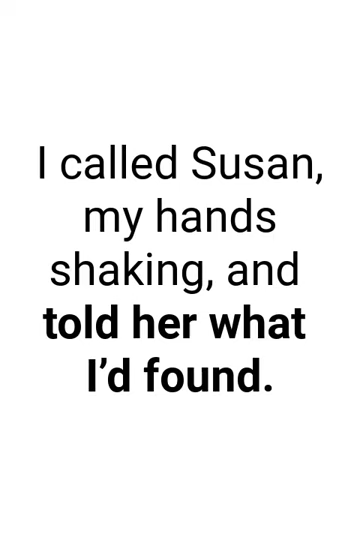 I called Susan,
my hands
shaking, and
told her what
I’d found.